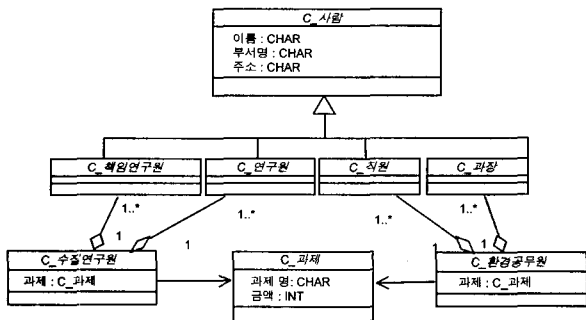 C_사람
이름 : CHAR
부서명 : CHAR
주소 : CHAR
C_책임연구원
C_연구원
C_직원
C_과장
1..*
1..*
1..*
1..*
1
1
1
1
C_수질연구원
과제 : C_과제
C_과제
과제 명: CHAR
금액 : INT
C_환경공무원
과제 : C_과제